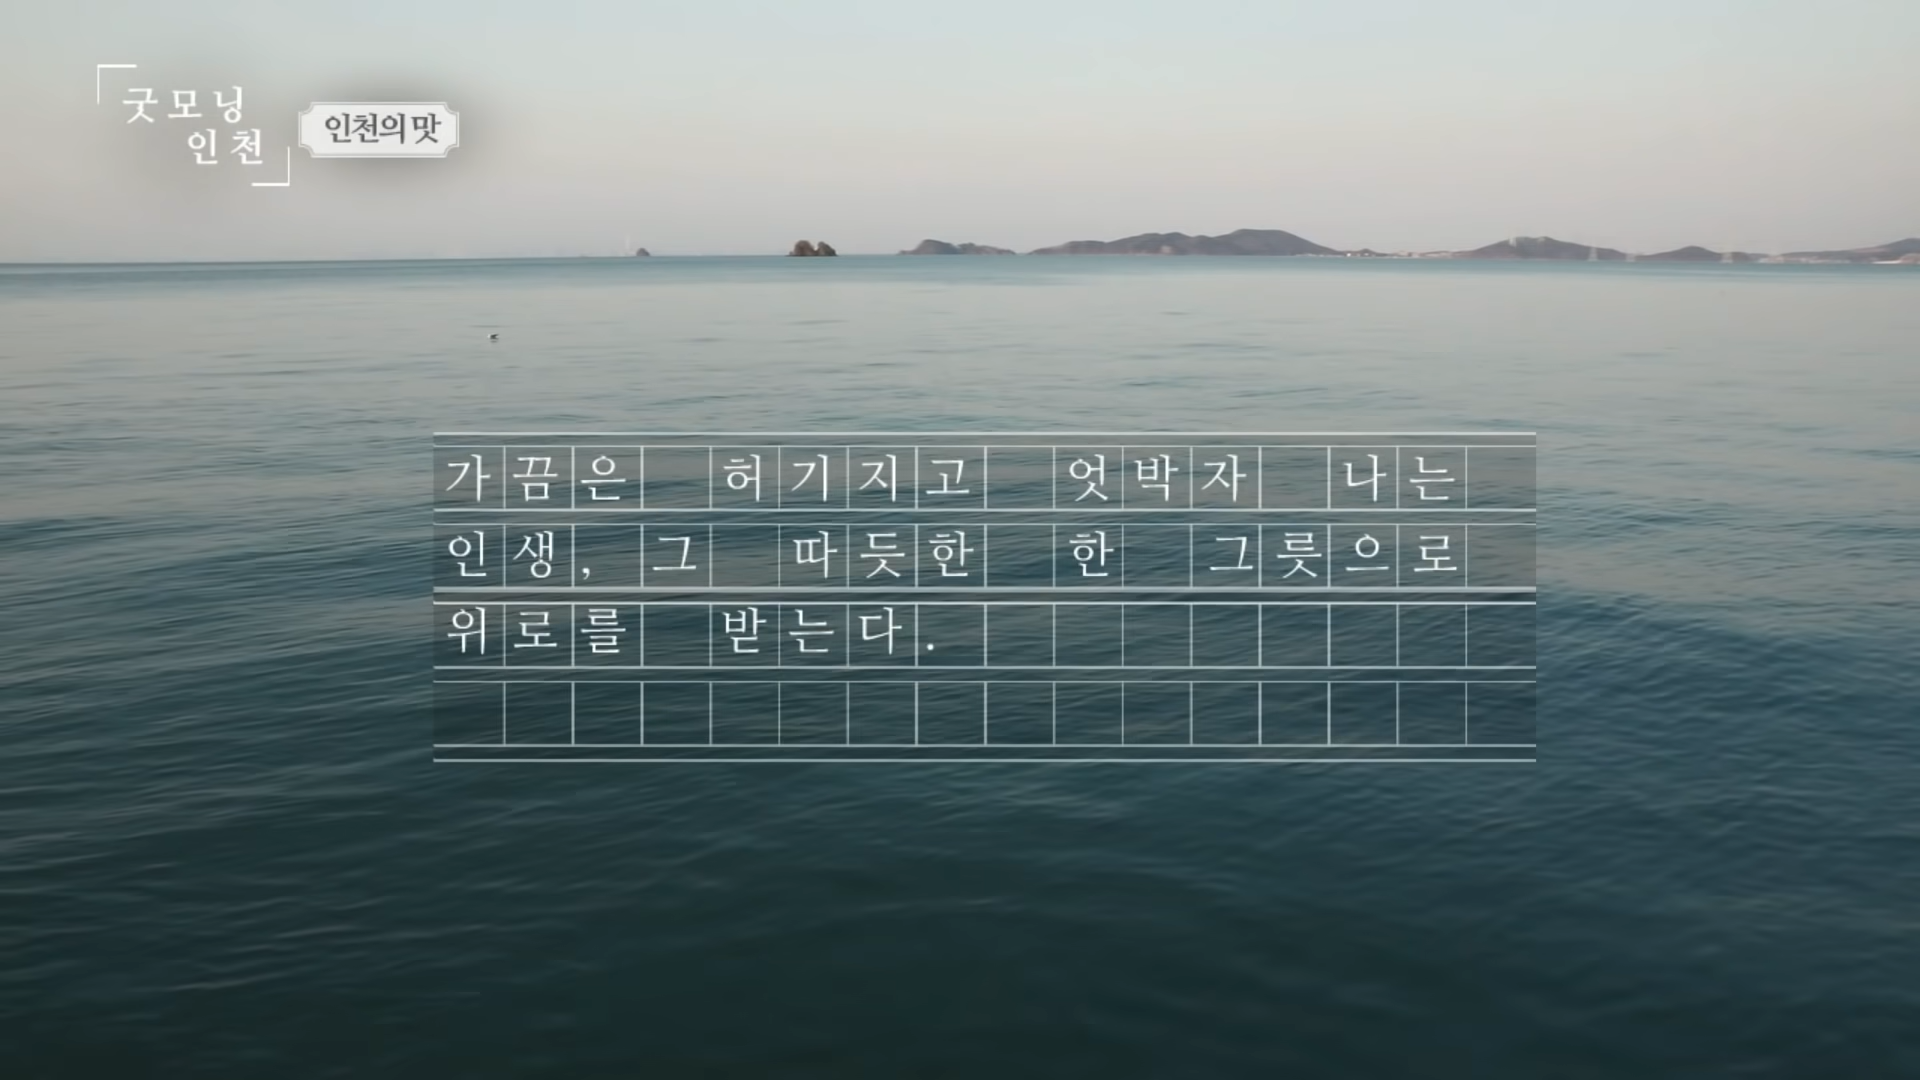 굿모닝
인천
인천의 맛
가끔은 허기지고 엇박자 나는
인생, 그 따듯한 한 그릇으로
위로를 받는다.